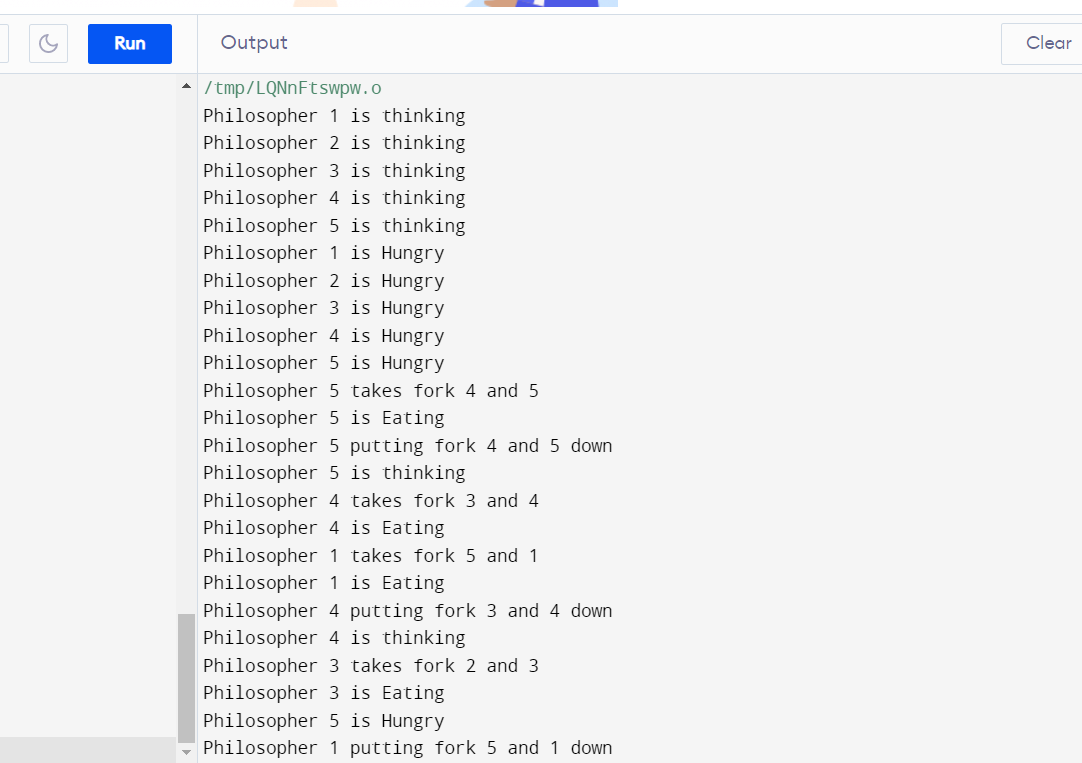 Run
Output
Clear
/tmp/LQNnFtswpw.o
Philosopher 1 is thinking
Philosopher 2 is thinking
Philosopher 3 is thinking
Philosopher 4 is thinking
Philosopher 5 is thinking
Philosopher 1 is Hungry
Philosopher 2 is Hungry
Philosopher 3 is Hungry
Philosopher 4 is Hungry
Philosopher 5 is Hungry
Philosopher 5 takes fork 4 and 5
Philosopher 5 is Eating
Philosopher 5 putting fork 4 and 5 down
Philosopher 5 is thinking
Philosopher 4 takes fork 3 and 4
Philosopher 4 is Eating
Philosopher 1 takes fork 5 and 1
Philosopher 1 is Eating
Philosopher 4 putting fork 3 and 4 down
Philosopher 4 is thinking
Philosopher 3 takes fork 2 and 3
Philosopher 3 is Eating
Philosopher 5 is Hungry
Philosopher 1 putting fork 5 and 1 down